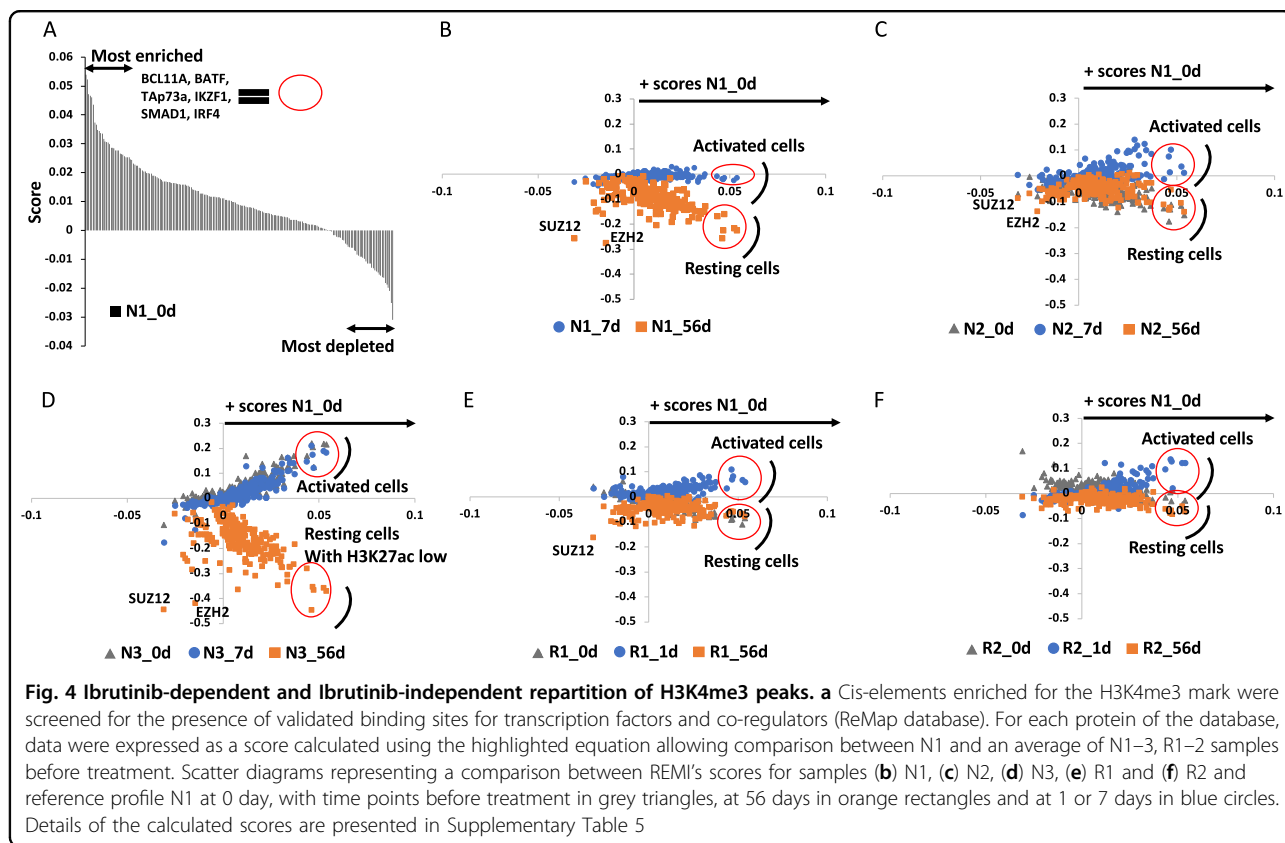 A
Most enriched
BCL11A, BATF,
TAp73a, IKZF1,
SMAD1, IRF4
0.06
0.05
0.04
0.03
0.02
0.01
0
-0.01
-0.02
-0.03
-0.04
Score
N1_0d
Most depleted
B
+ scores N1_0d
0.3
0.2
0.1
0
-0.1
-0.2
-0.3
-0.4
-0.5
-0.1
-0.05
0
0.05
0.1
Activated cells
SUZ12
EZH2
Resting cells
N1_7d N1_56d
C
+ scores N1_0d
0.3
0.2
0.1
0
-0.1
-0.2
-0.3
-0.4
-0.5
-0.1
-0.05
0
0.05
0.1
Activated cells
SUZ12
EZH2
Resting cells
N2_0d N2_7d N2_56d
D
+ scores N1_0d
0.3
0.2
0.1
0
-0.1
-0.2
-0.3
-0.4
-0.5
-0.1
-0.05
0
0.05
0.1
Activated cells
Resting cells
With H3K27ac low
SUZ12
EZH2
N3_0d N3_7d N3_56d
E
+ scores N1_0d
0.3
0.2
0.1
0
-0.1
-0.2
-0.3
-0.4
-0.5
-0.1
-0.05
0
0.05
0.1
Activated cells
SUZ12
Resting cells
R1_0d R1_1d R1_56d
F
+ scores N1_0d
0.3
0.2
0.1
0
-0.1
-0.2
-0.3
-0.4
-0.5
-0.1
-0.05
0
0.05
0.1
Activated cells
Resting cells
R2_0d R2_1d R2_56d
Fig. 4 Ibrutinib-dependent and Ibrutinib-independent repartition of H3K4me3 peaks. a Cis-elements enriched for the H3K4me3 mark were
screened for the presence of validated binding sites for transcription factors and co-regulators (ReMap database). For each protein of the database,
data were expressed as a score calculated using the highlighted equation allowing comparison between N1 and an average of N1–3, R1–2 samples
before treatment. Scatter diagrams representing a comparison between REMI's scores for samples (b) N1, (c) N2, (d) N3, (e) R1 and (f) R2 and
reference profile N1 at 0 day, with time points before treatment in grey triangles, at 56 days in orange rectangles and at 1 or 7 days in blue circles.
Details of the calculated scores are presented in Supplementary Table 5